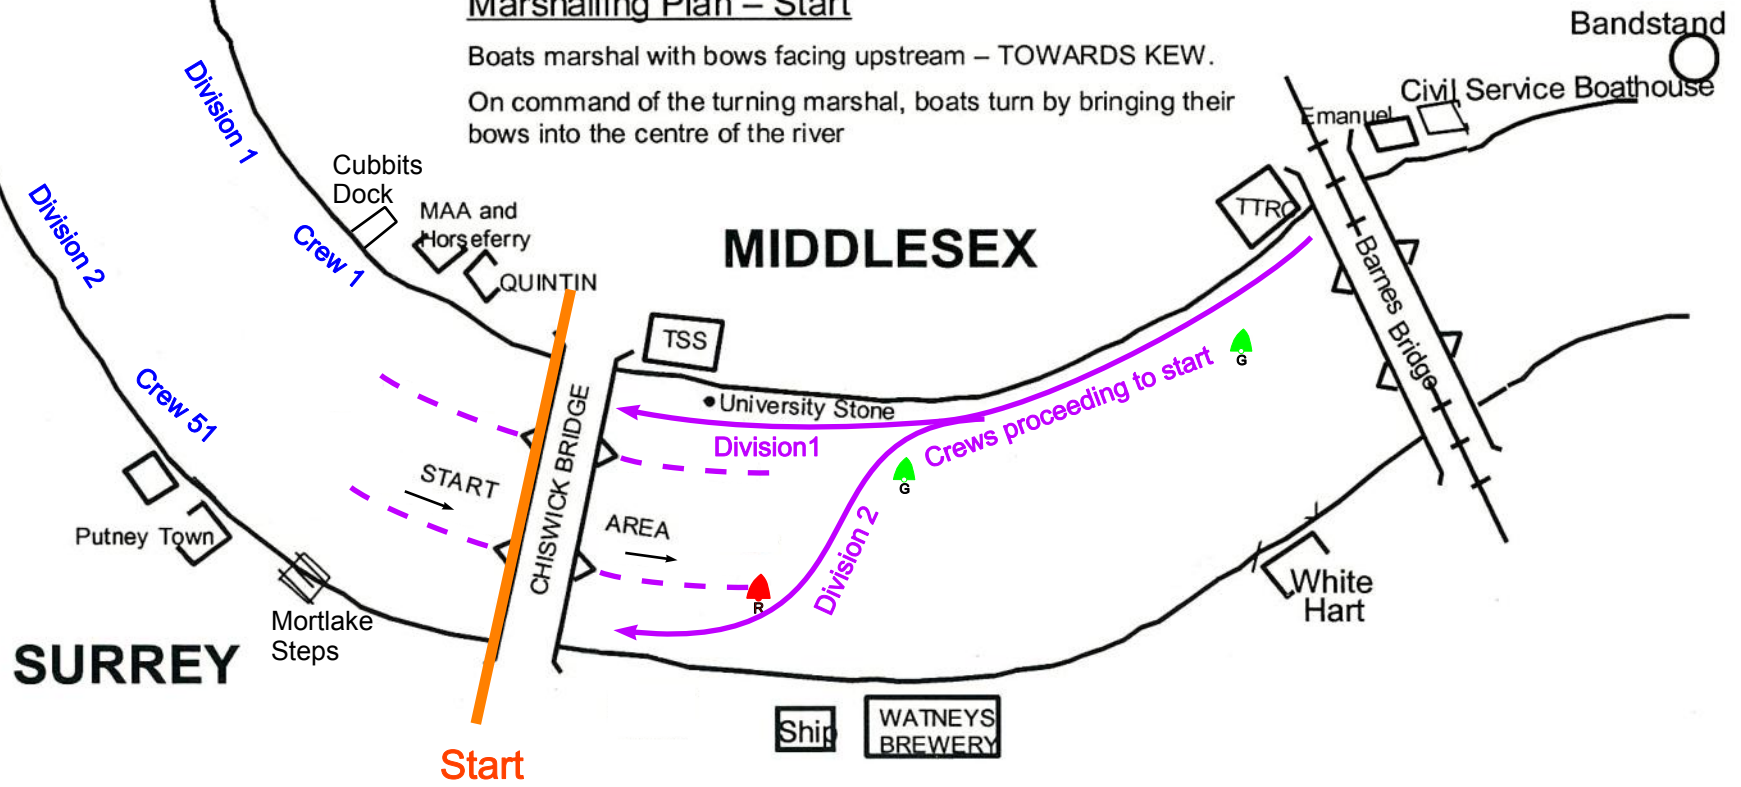 Marshalling Plan – Start
Boats marshal with bows facing upstream – TOWARDS KEW.
On command of the turning marshal, boats turn by bringing their
bows into the centre of the river
Bandstand
Civil Service Boathouse
Emanuel
Division 1
Cubbits
Dock
MAA and
Horseferry
QUINTIN
Crew 1
Division 2
Crew 51
MIDDLESEX
TTRC
Barnes Bridge
TSS
University Stone
Division1
Crews proceeding to start
G
G
START
CHISWICK BRIDGE
AREA
Division 2
R
Putney Town
Mortlake
Steps
SURREY
White
Hart
Ship
WATNEYS
BREWERY
Start